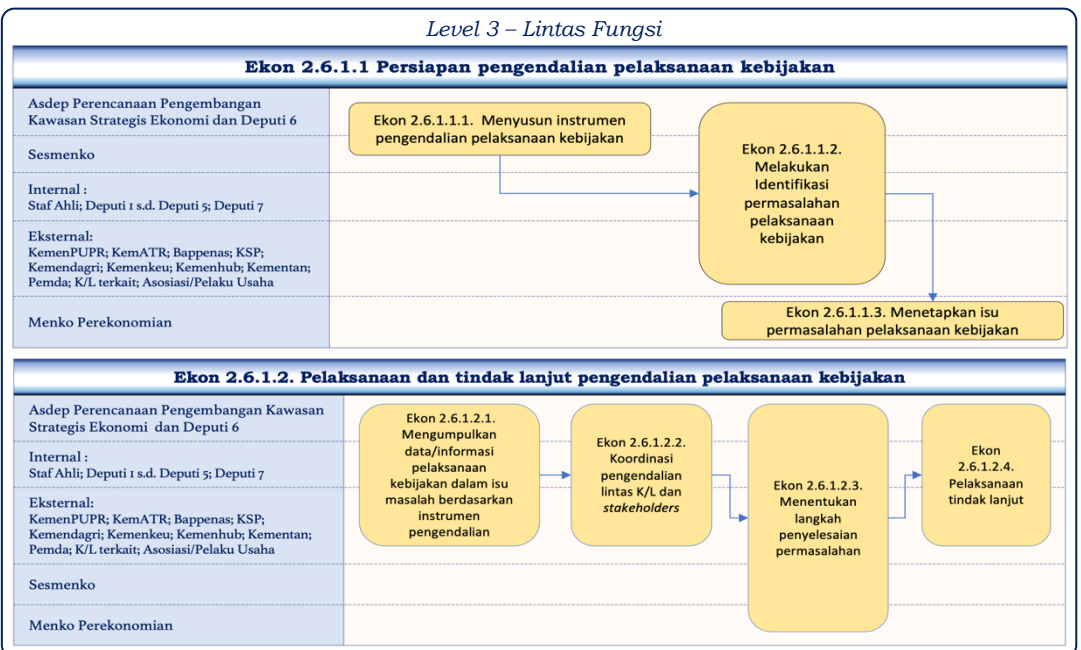 Level 3 – Lintas Fungsi
Ekon 2.6.1.1 Persiapan pengendalian pelaksanaan kebijakan
Asdep Perencanaan Pengembangan
Kawasan Strategis Ekonomi dan Deputi 6
Sesmenko
Internal :
Staf Ahli; Deputi 1 s.d. Deputi 5; Deputi 7
Eksternal:
KemenPUPR; KemATR; Bappenas; KSP;
Kemendagri; Kemenkeu; Kemenhub; Kementan;
Pemda; K/L terkait; Asosiasi/Pelaku Usaha
Menko Perekonomian
Ekon 2.6.1.1.1. Menyusun instrumen
pengendalian pelaksanaan kebijakan
Ekon 2.6.1.1.2.
Melakukan
Identifikasi
permasalahan
pelaksanaan
kebijakan
Ekon 2.6.1.1.3. Menetapkan isu
permasalahan pelaksanaan kebijakan
Ekon 2.6.1.2. Pelaksanaan dan tindak lanjut pengendalian pelaksanaan kebijakan
Asdep Perencanaan Pengembangan Kawasan
Strategis Ekonomi dan Deputi 6
Internal :
Staf Ahli; Deputi 1 s.d. Deputi 5; Deputi 7
Eksternal:
KemenPUPR; KemATR; Bappenas; KSP;
Kemendagri; Kemenkeu; Kemenhub; Kementan;
Pemda; K/L terkait; Asosiasi/Pelaku Usaha
Sesmenko
Menko Perekonomian
Ekon 2.6.1.2.1.
Mengumpulkan
data/informasi
pelaksanaan
kebijakan dalam isu
masalah berdasarkan
instrumen
pengendalian
Ekon 2.6.1.2.2.
Koordinasi
pengendalian
lintas K/L dan
stakeholders
Ekon 2.6.1.2.3.
Menentukan
langkah
penyelesaian
permasalahan
Ekon
2.6.1.2.4.
Pelaksanaan
tindak lanjut